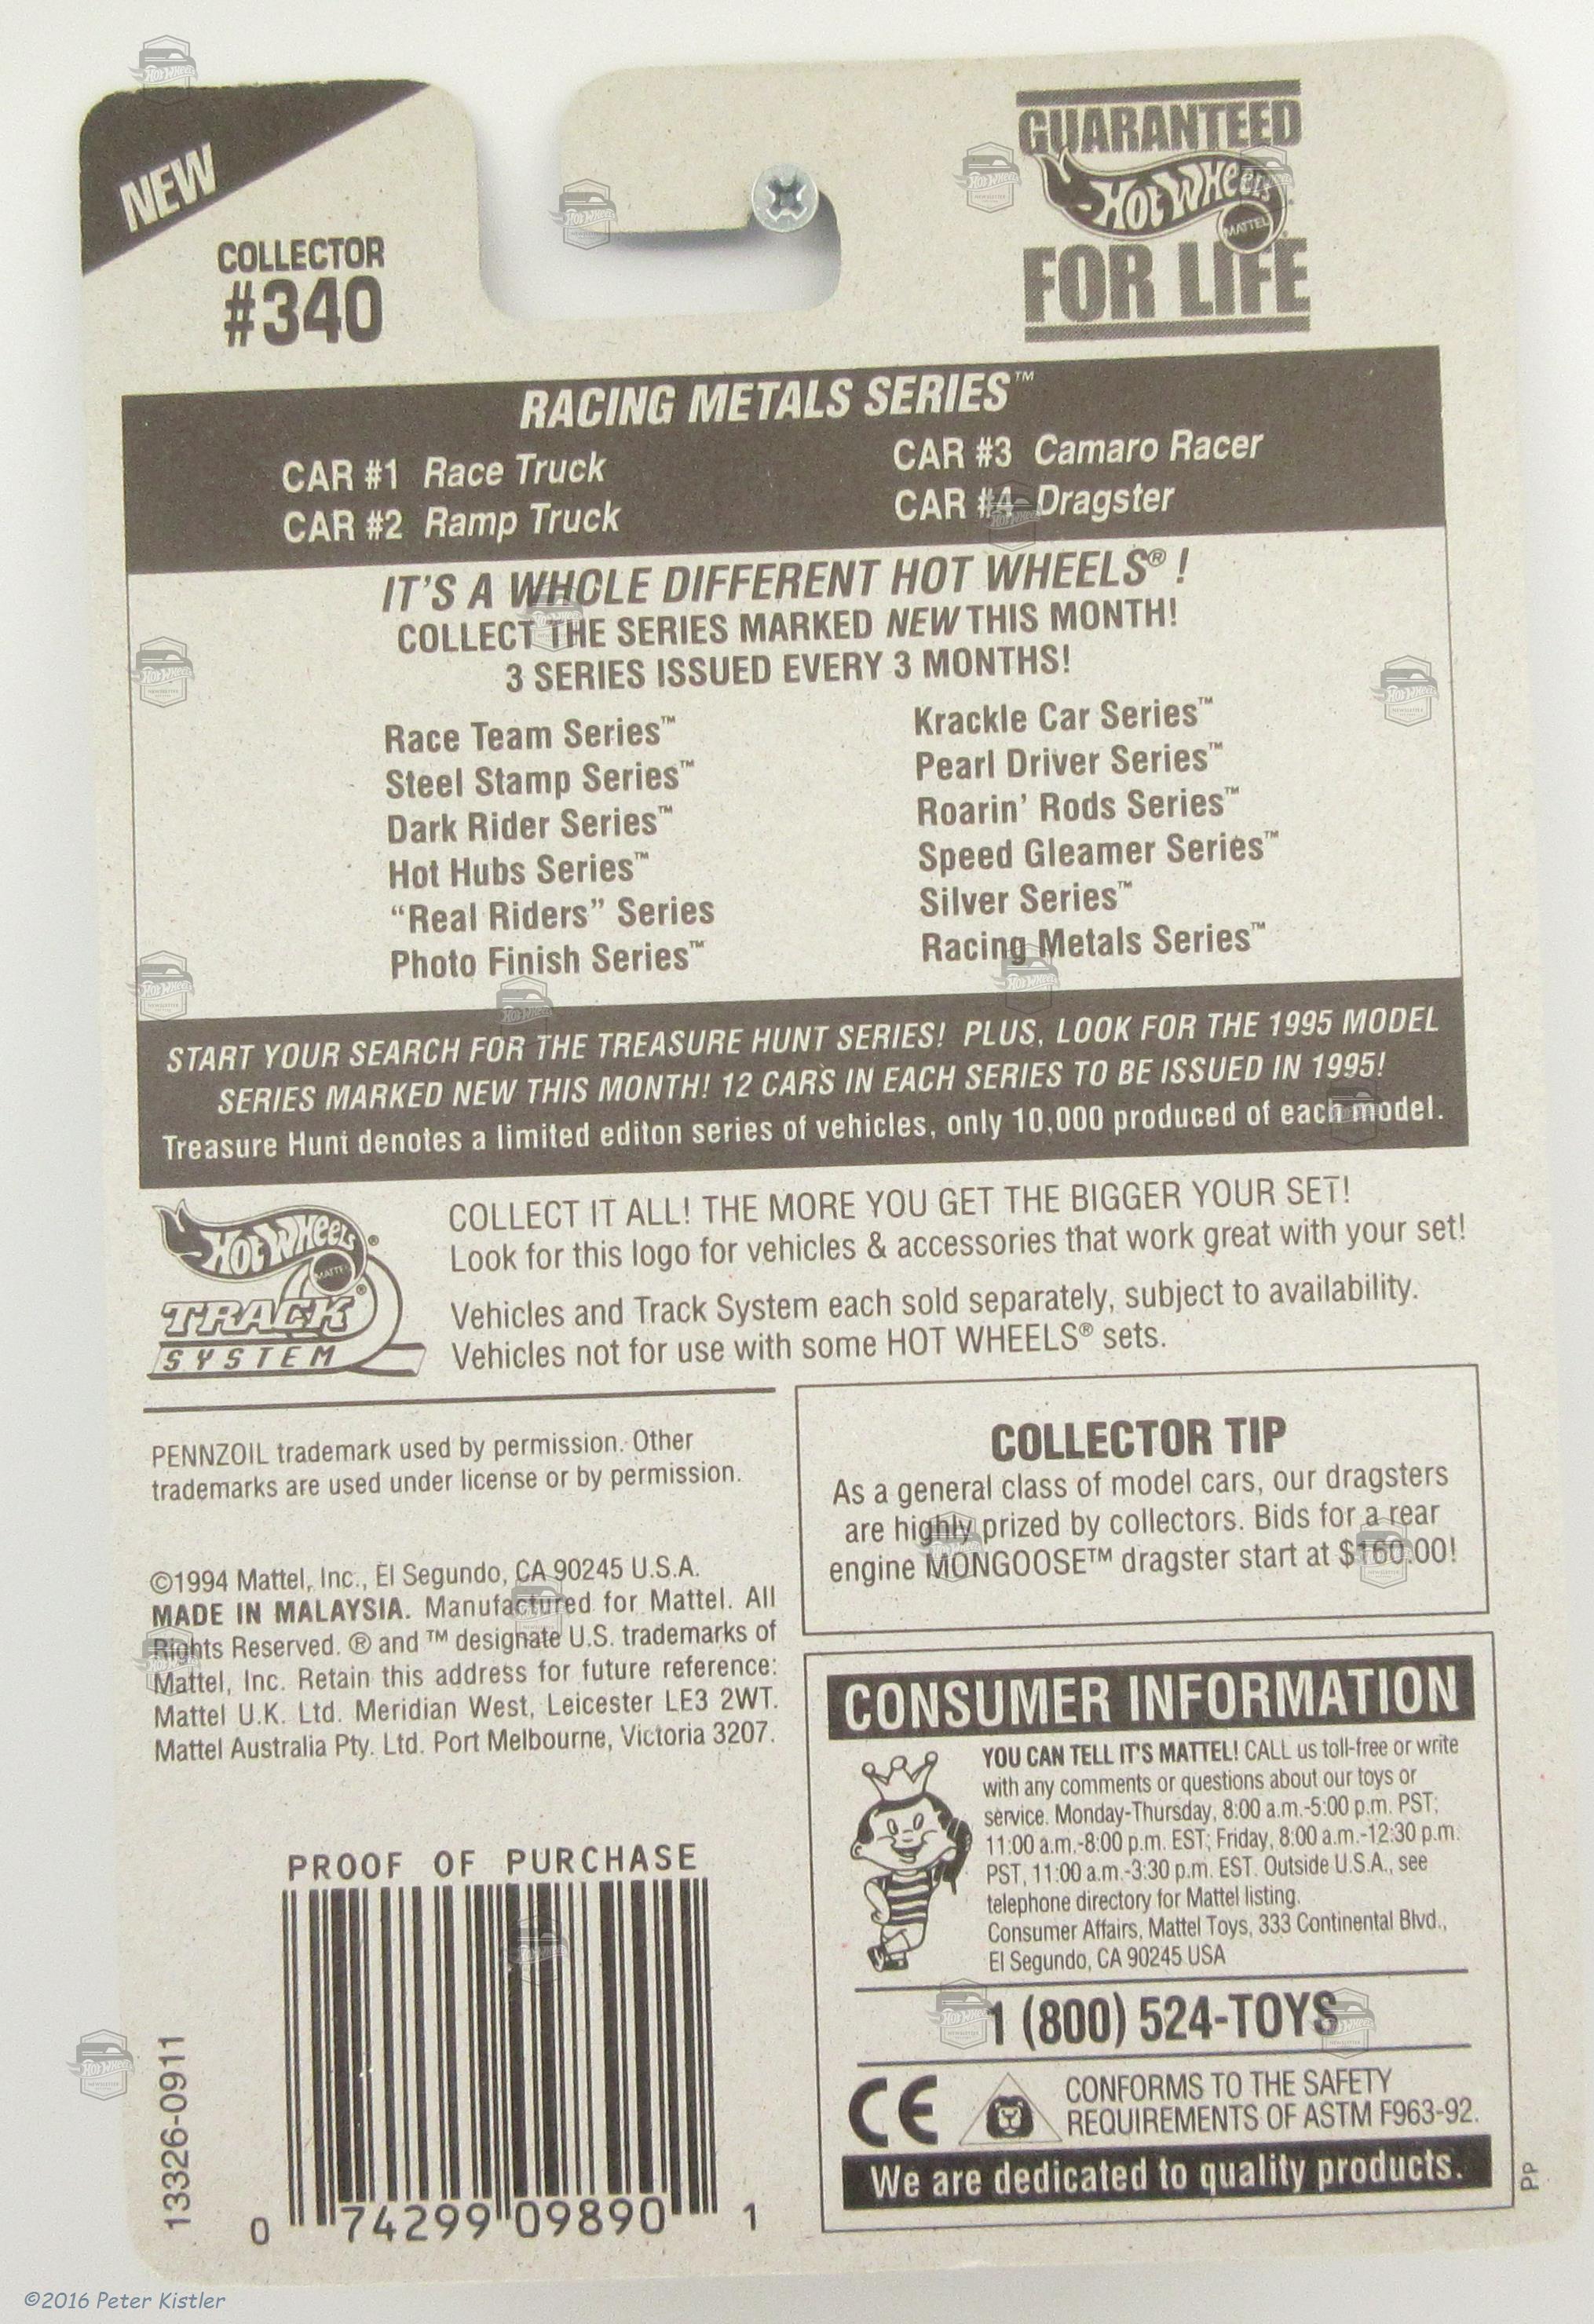 NEW
COLLECTOR
#340
GUARANTEED
HOT WHEELS
MATTEL
FOR LIFE
RACING METALS SERIES™
CAR #1 Race Truck
CAR #2 Ramp Truck
CAR #3 Camaro Racer
CAR #4 Dragster
IT'S A WHOLE DIFFERENT HOT WHEELS® !
COLLECT THE SERIES MARKED NEW THIS MONTH!
3 SERIES ISSUED EVERY 3 MONTHS!
Race Team Series™
Steel Stamp Series™
Dark Rider Series™
Hot Hubs Series™
“Real Riders” Series
Photo Finish Series™
Krackle Car Series™
Pearl Driver Series™
Roarin' Rods Series™
Speed Gleamer Series™
Silver Series™
Racing Metals Series™
START YOUR SEARCH FOR THE TREASURE HUNT SERIES! PLUS, LOOK FOR THE 1995 MODEL
SERIES MARKED NEW THIS MONTH! 12 CARS IN EACH SERIES TO BE ISSUED IN 1995!
Treasure Hunt denotes a limited editon series of vehicles, only 10,000 produced of each model.
HOT WHEELS®
MATTEL
TRACK®
SYSTEM
COLLECT IT ALL! THE MORE YOU GET THE BIGGER YOUR SET!
Look for this logo for vehicles & accessories that work great with your set!
Vehicles and Track System each sold separately, subject to availability.
Vehicles not for use with some HOT WHEELS® sets.
PENNZOIL trademark used by permission. Other
trademarks are used under license or by permission.
©1994 Mattel, Inc., El Segundo, CA 90245 U.S.A.
MADE IN MALAYSIA. Manufactured for Mattel. All
Rights Reserved. ® and ™ designate U.S. trademarks of
Mattel, Inc. Retain this address for future reference:
Mattel U.K. Ltd. Meridian West, Leicester LE3 2WT.
Mattel Australia Pty. Ltd. Port Melbourne, Victoria 3207.
COLLECTOR TIP
As a general class of model cars, our dragsters
are highly prized by collectors. Bids for a rear
engine MONGOOSE™ dragster start at $160.00!
CONSUMER INFORMATION
YOU CAN TELL IT'S MATTEL! CALL us toll-free or write
with any comments or questions about our toys or
service. Monday-Thursday, 8:00 a.m.-5:00 p.m. PST;
11:00 a.m.-8:00 p.m. EST; Friday, 8:00 a.m.-12:30 p.m.
PST, 11:00 a.m.-3:30 p.m. EST. Outside U.S.A., see
telephone directory for Mattel listing.
Consumer Affairs, Mattel Toys, 333 Continental Blvd.,
El Segundo, CA 90245 USA
1 (800) 524-TOYS
CE
CONFORMS TO THE SAFETY
REQUIREMENTS OF ASTM F963-92.
We are dedicated to quality products.
PP
PROOF OF PURCHASE
0 74299 09890 1
13326-0911
©2016 Peter Kistler